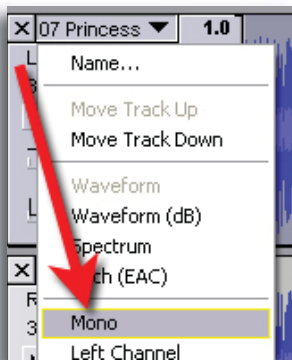 07 Princess 1.0
Name...
Move Track Up
Move Track Down
Waveform
Waveform (dB)
Spectrum
(EAC)
Mono
Left Channel